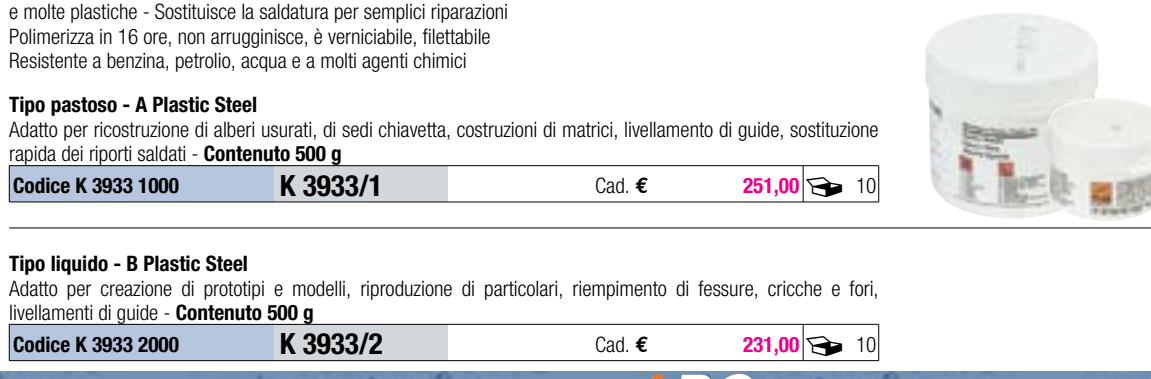 e molte plastiche - Sostituisce la saldatura per semplici riparazioni
Polimerizza in 16 ore, non arrugginisce, è verniciabile, filettabile
Resistente a benzina, petrolio, acqua e a molti agenti chimici
Tipo pastoso - A Plastic Steel
Adatto per ricostruzione di alberi usurati, di sedi chiavetta, costruzioni di matrici, livellamento di guide, sostituzione
rapida dei riporti saldati - Contenuto 500 g
Codice K 3933 1000 K 3933/1 Cad. € 251,00 10
Tipo liquido - B Plastic Steel
Adatto per creazione di prototipi e modelli, riproduzione di particolari, riempimento di fessure, cricche e fori,
livellamenti di guide - Contenuto 500 g
Codice K 3933 2000 K 3933/2 Cad. € 231,00 10